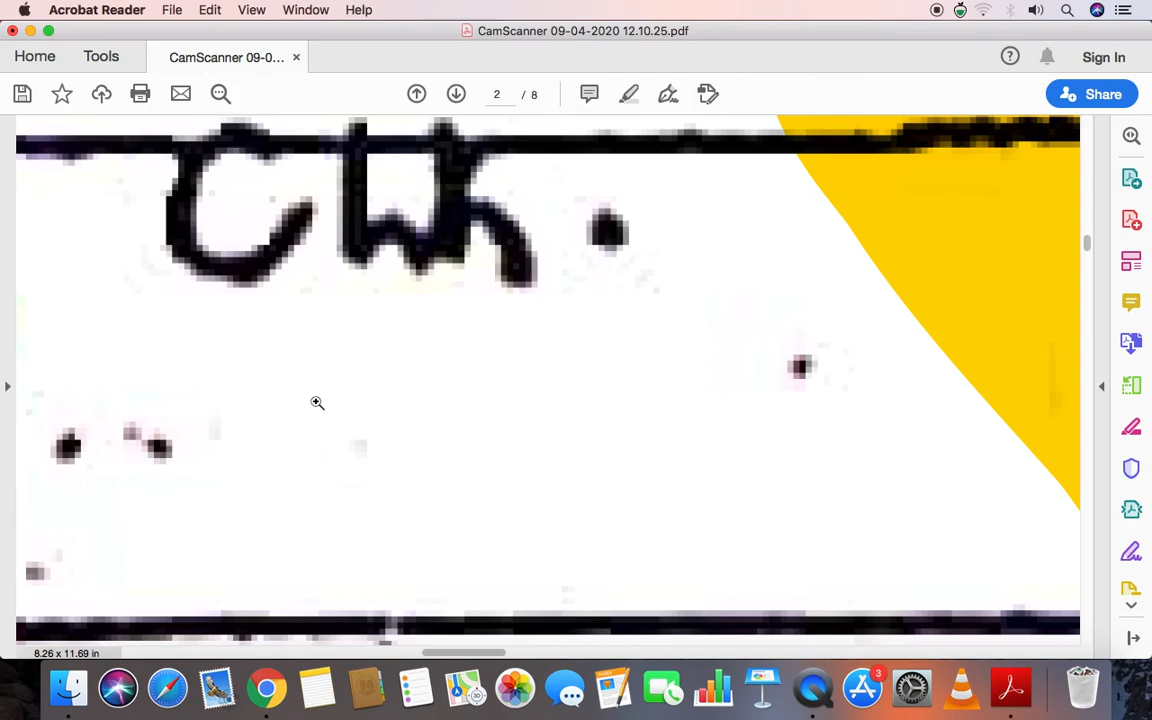 Acrobat Reader File Edit View Window Help
CamScanner 09-04-2020 12.10.25.pdf
Home Tools CamScanner 09-0... × Sign In
2 / 8 Share
8.26 x 11.69 in
3